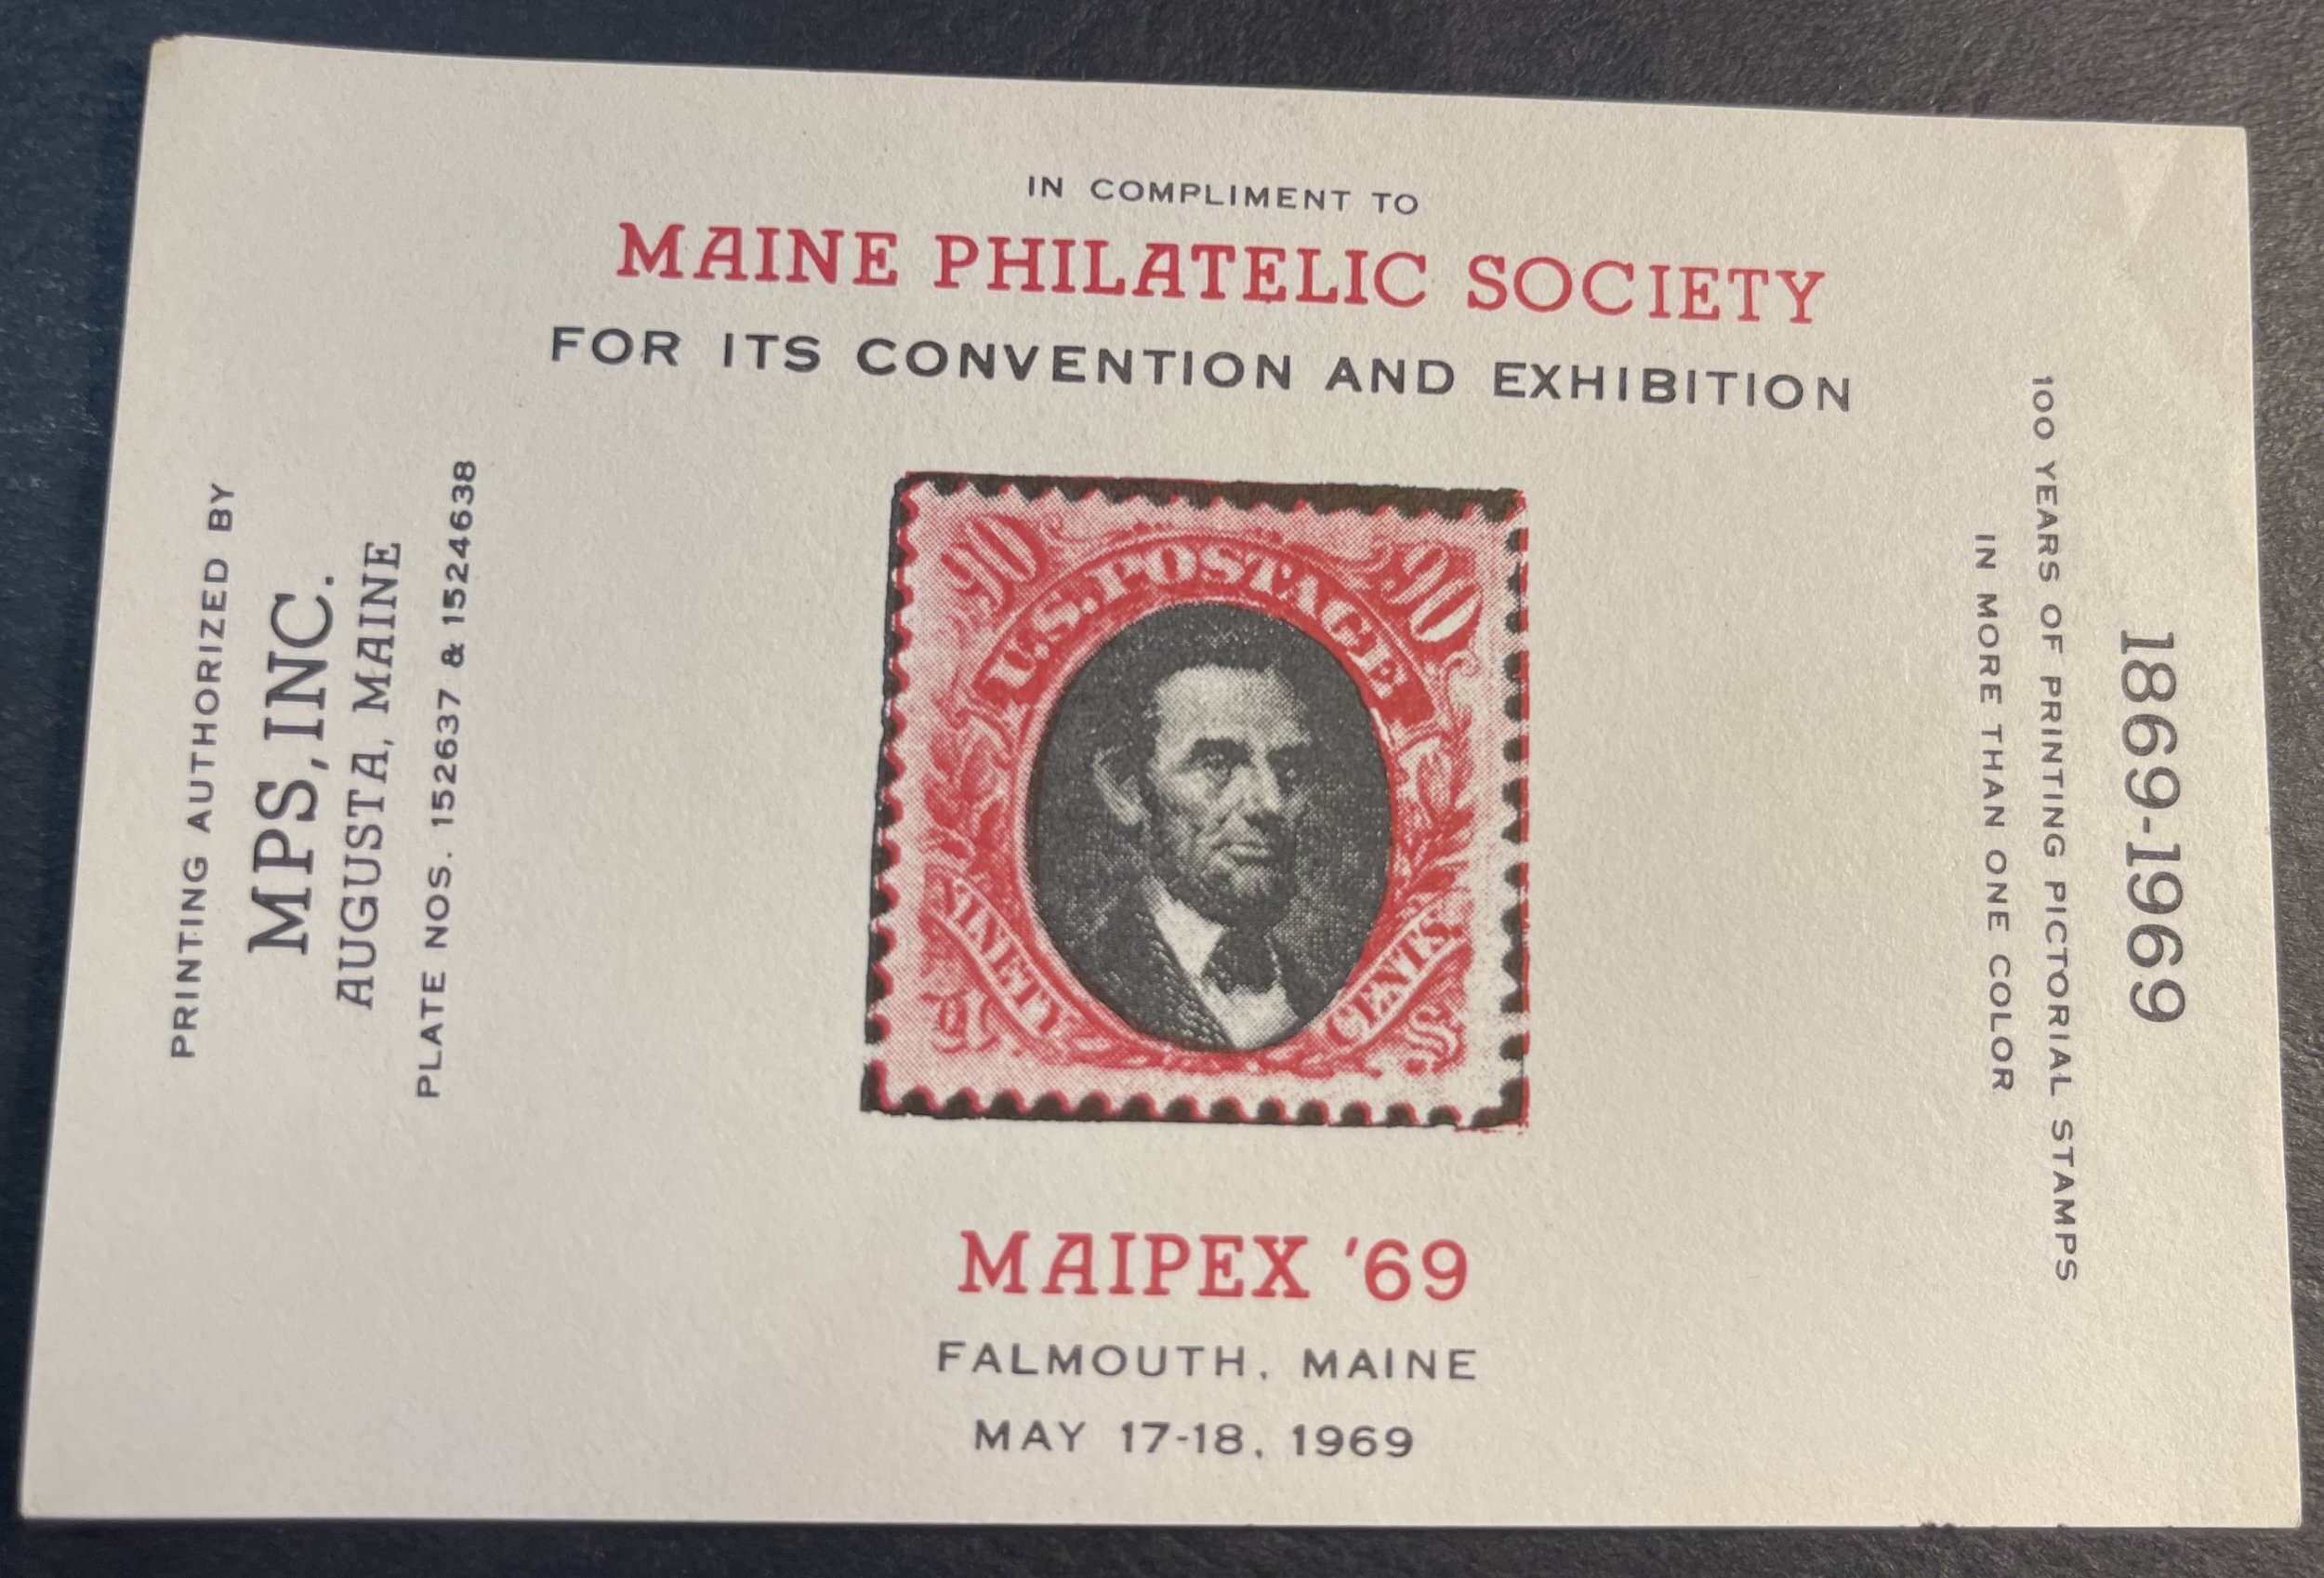 IN COMPLIMENT TO
MAINE PHILATELIC SOCIETY
FOR ITS CONVENTION AND EXHIBITION
PRINTING AUTHORIZED BY
MPS, INC.
AUGUSTA, MAINE
PLATE NOS. 152637 & 1524638
90 90
U.S. POSTAGE
NINETY CENTS
U S
1869-1969
100 YEARS OF PRINTING PICTORIAL STAMPS
IN MORE THAN ONE COLOR
MAIPEX '69
FALMOUTH, MAINE
MAY 17-18, 1969